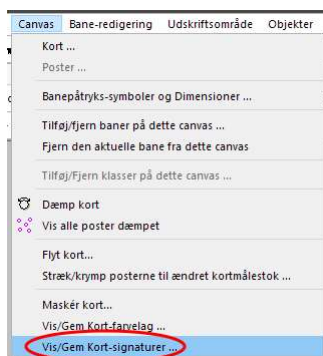 Canvas Bane-redigering Udskriftsområde Objekter
Kort ...
Poster ...
Banepåtryks-symboler og Dimensioner ...
Tilføj/fjern baner på dette canvas ...
Fjern den aktuelle bane fra dette canvas
Tilføj/Fjern klasser på dette canvas ...
Dæmp kort
Vis alle poster dæmpet
Flyt kort...
Stræk/krymp posterne til ændret kortmålestok ...
Maskér kort...
Vis/Gem Kort-farvelag ...
Vis/Gem Kort-signaturer ...